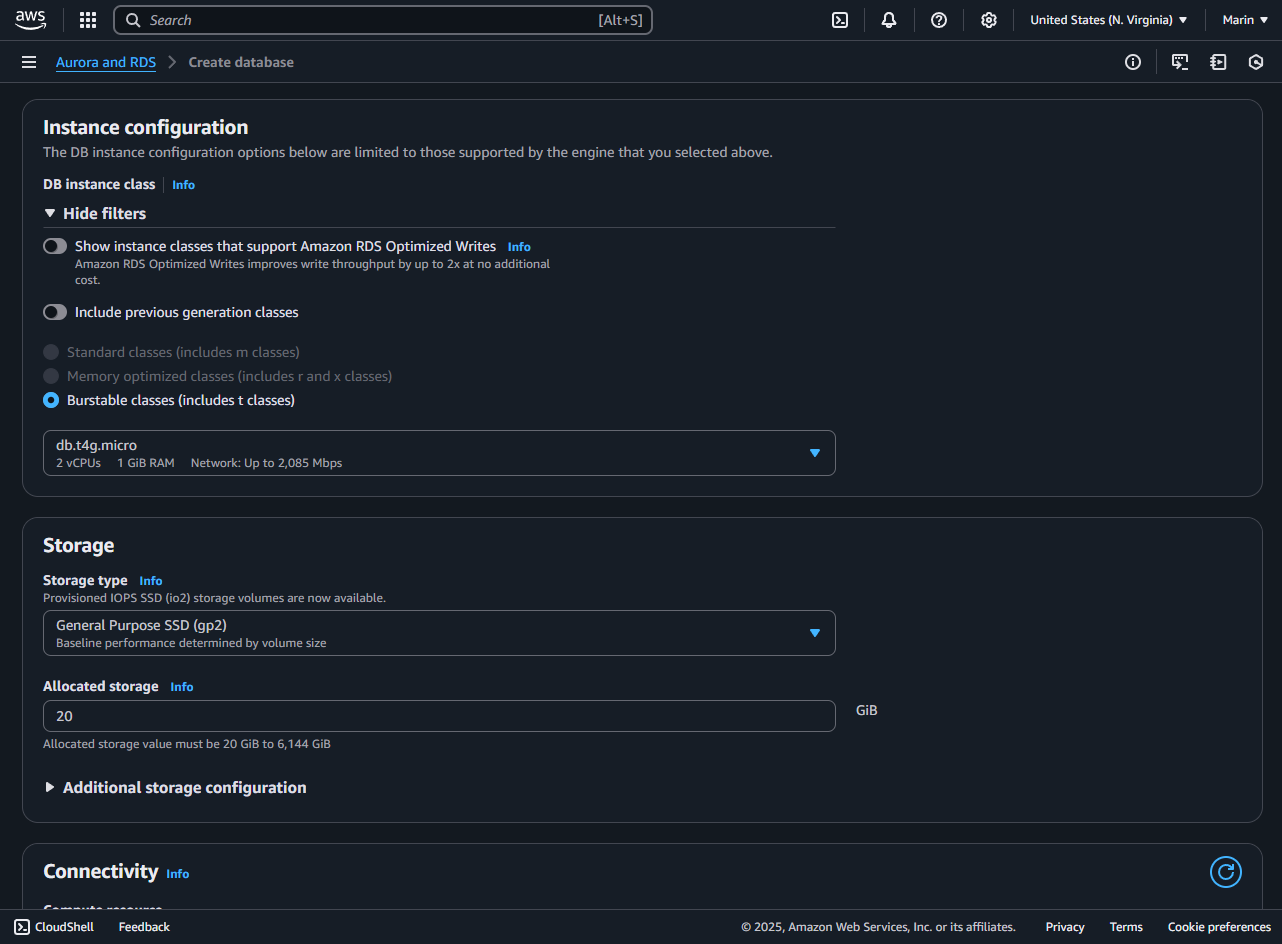 aws
Search [Alt+S] United States (N. Virginia) Marin
Aurora and RDS Create database
Instance configuration
The DB instance configuration options below are limited to those supported by the engine that you selected above.
DB instance class Info
Hide filters
Show instance classes that support Amazon RDS Optimized Writes Info
Amazon RDS Optimized Writes improves write throughput by up to 2x at no additional
cost.
Include previous generation classes
Standard classes (includes m classes)
Memory optimized classes (includes r and x classes)
Burstable classes (includes t classes)
db.t4g.micro
2 vCPUs 1 GiB RAM Network: Up to 2,085 Mbps
Storage
Storage type Info
Provisioned IOPS SSD (io2) storage volumes are now available.
General Purpose SSD (gp2)
Baseline performance determined by volume size
Allocated storage Info
20 GiB
Allocated storage value must be 20 GiB to 6,144 GiB
Additional storage configuration
Connectivity Info
Compute resource
CloudShell Feedback © 2025, Amazon Web Services, Inc. or its affiliates. Privacy Terms Cookie preferences